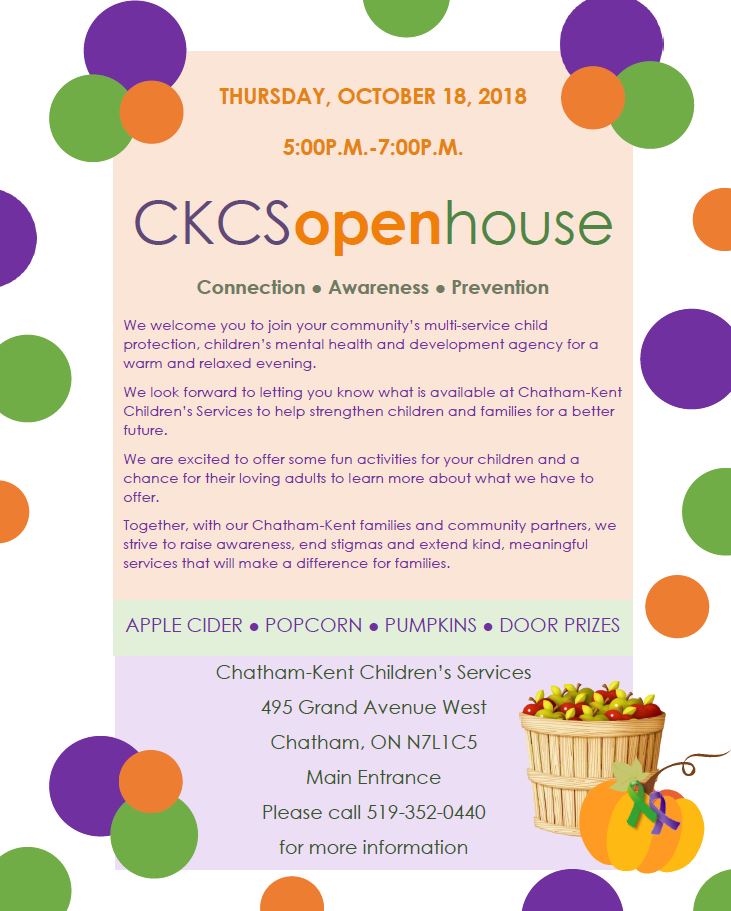 THURSDAY, OCTOBER 18, 2018
5:00P.M.-7:00P.M.
CKCSopenhouse
Connection ● Awareness ● Prevention
We welcome you to join your community’s multi-service child
protection, children’s mental health and development agency for a
warm and relaxed evening.
We look forward to letting you know what is available at Chatham-Kent
Children’s Services to help strengthen children and families for a better
future.
We are excited to offer some fun activities for your children and a
chance for their loving adults to learn more about what we have to
offer.
Together, with our Chatham-Kent families and community partners, we
strive to raise awareness, end stigmas and extend kind, meaningful
services that will make a difference for families.
APPLE CIDER ● POPCORN ● PUMPKINS ● DOOR PRIZES
Chatham-Kent Children’s Services
495 Grand Avenue West
Chatham, ON N7L1C5
Main Entrance
Please call 519-352-0440
for more information